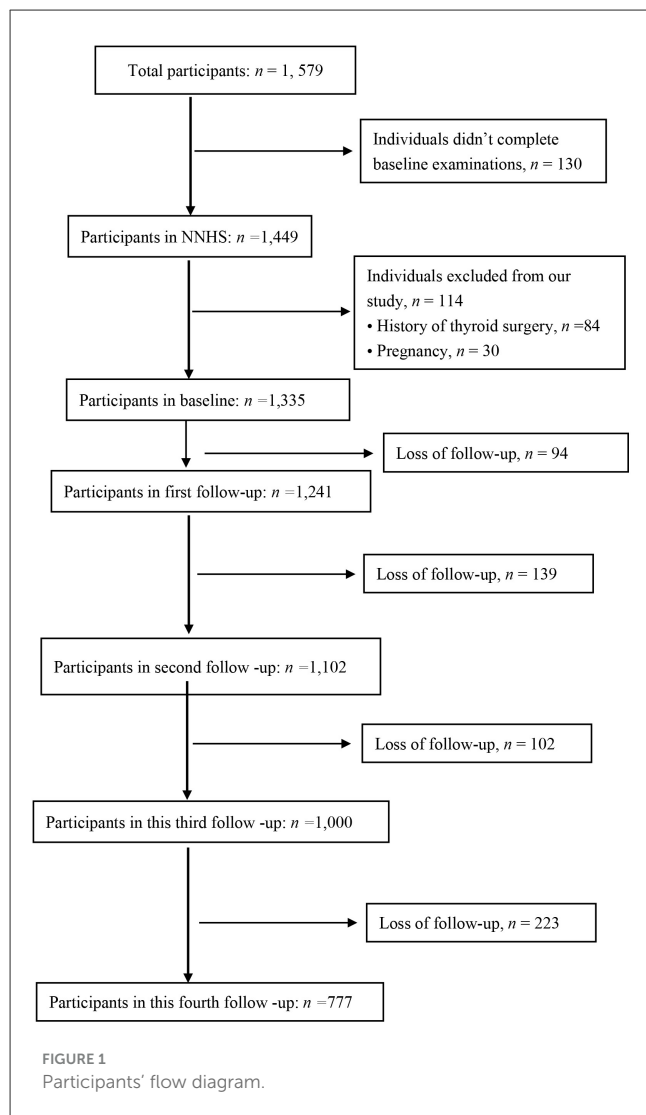 Total participants: n = 1, 579
Individuals didn't complete
baseline examinations, n = 130
Participants in NNHS: n =1,449
Individuals excluded from our
study, n = 114
• History of thyroid surgery, n =84
• Pregnancy, n = 30
Participants in baseline: n =1,335
Loss of follow-up, n = 94
Participants in first follow-up: n =1,241
Loss of follow-up, n = 139
Participants in second follow -up: n =1,102
Loss of follow-up, n = 102
Participants in this third follow -up: n =1,000
Loss of follow-up, n = 223
Participants in this fourth follow -up: n =777
FIGURE 1
Participants' flow diagram.